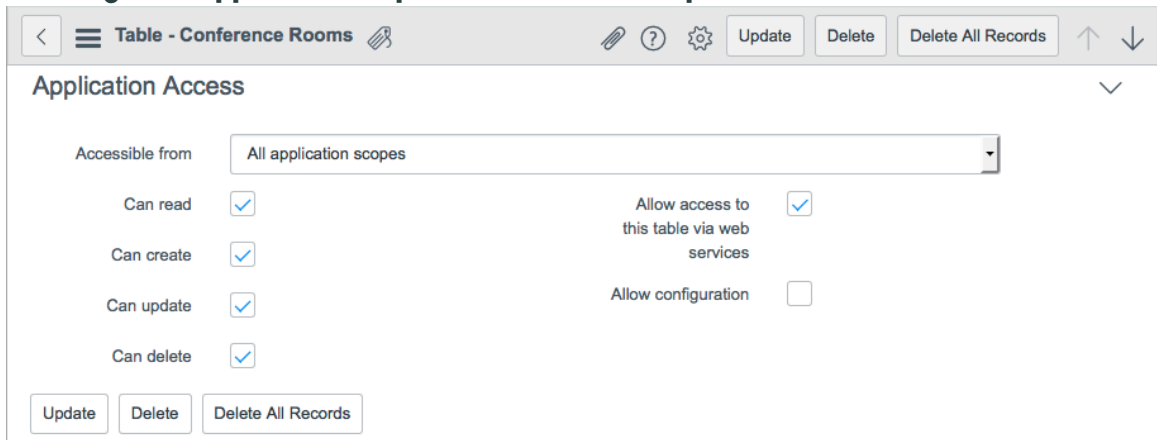 Table - Conference Rooms
Update
Delete
Delete All Records
Application Access
Accessible from
All application scopes
Can read
Allow access to
this table via web
services
Can create
Can update
Allow configuration
Can delete
Update
Delete
Delete All Records